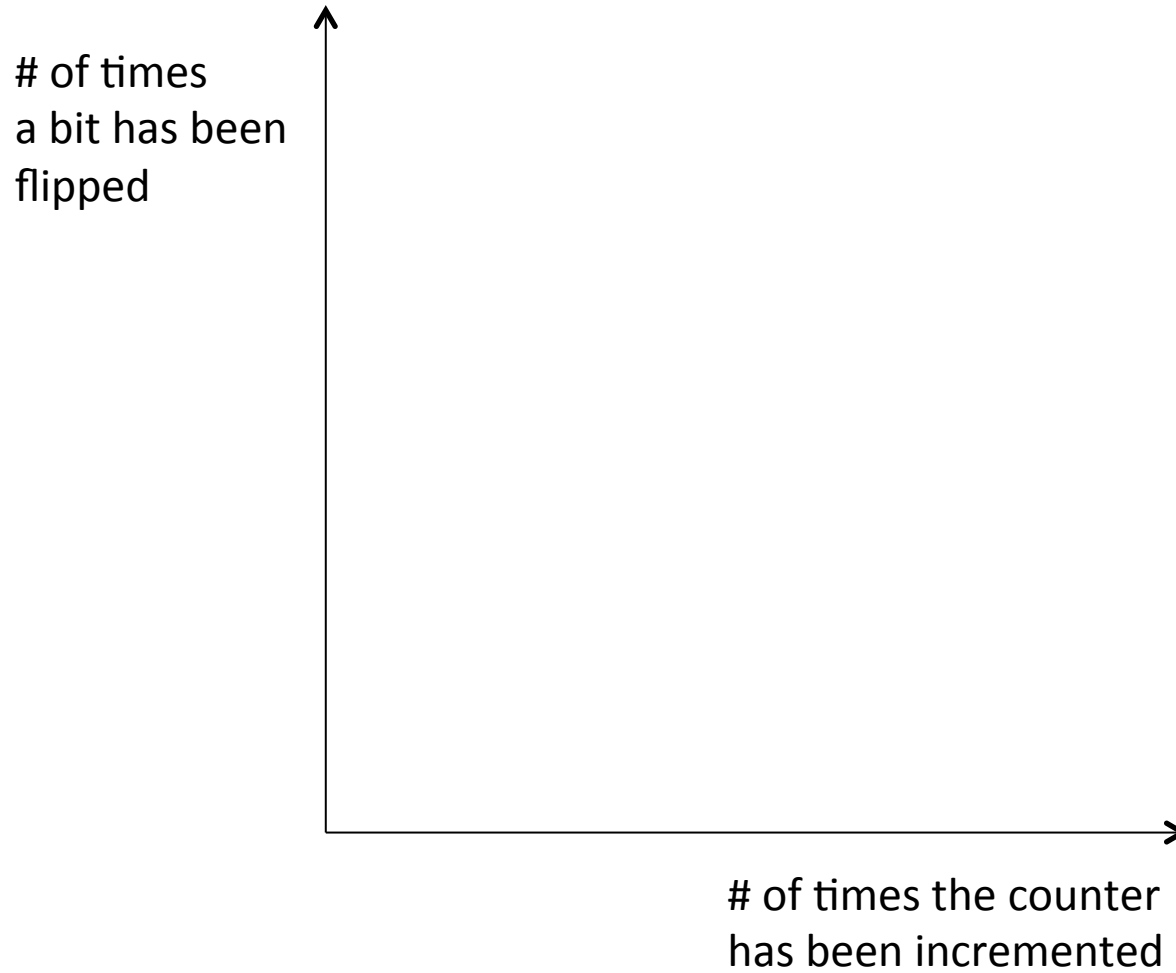 # of times
a bit has been
flipped
# of times the counter
has been incremented